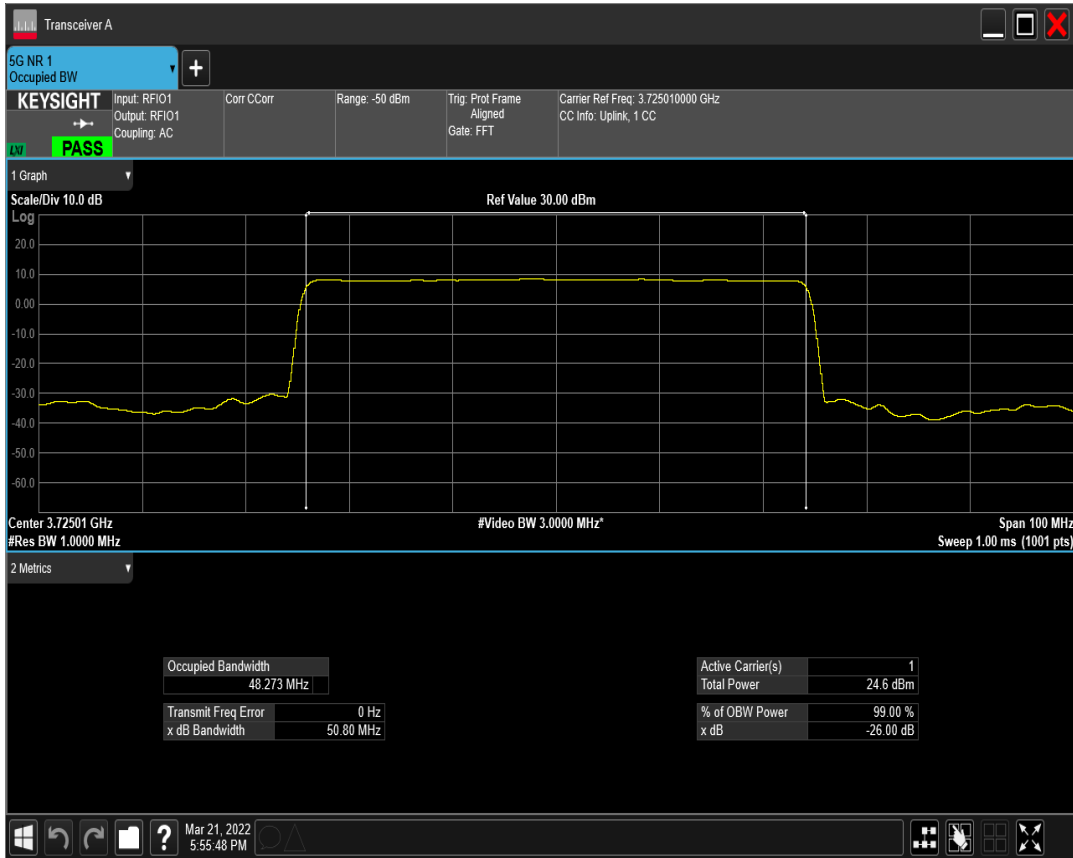 Transceiver A
5G NR 1
Occupied BW
+
KEYSIGHT
LXI
PASS
Input: RFIO1
Output: RFIO1
Coupling: AC
Corr CCorr
Range: -50 dBm
Trig: Prot Frame
Aligned
Gate: FFT
Carrier Ref Freq: 3.725010000 GHz
CC Info: Uplink, 1 CC
1 Graph
Scale/Div 10.0 dB
Ref Value 30.00 dBm
Log
20.0
10.0
0.00
-10.0
-20.0
-30.0
-40.0
-50.0
-60.0
Center 3.72501 GHz
#Video BW 3.0000 MHz*
Span 100 MHz
#Res BW 1.0000 MHz
Sweep 1.00 ms (1001 pts)
2 Metrics
Occupied Bandwidth
48.273 MHz
Transmit Freq Error 0 Hz
x dB Bandwidth 50.80 MHz
Active Carrier(s) 1
Total Power 24.6 dBm
% of OBW Power 99.00 %
x dB -26.00 dB
?
Mar 21, 2022
5:55:48 PM